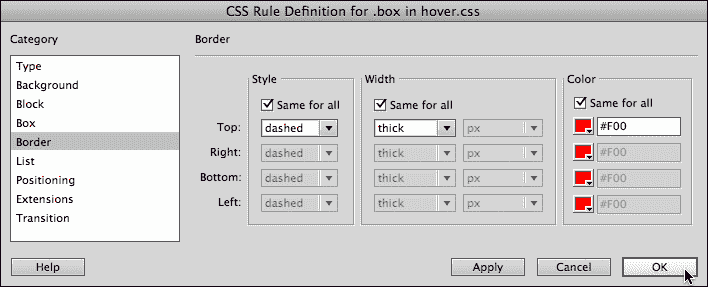 CSS Rule Definition for .box in hover.css
Category
Border
Type
Background
Block
Box
Border
List
Positioning
Extensions
Transition
Style Width Color
Same for all Same for all Same for all
Top: dashed thick px #F00
Right: dashed thick px #F00
Bottom: dashed thick px #F00
Left: dashed thick px #F00
Help Apply Cancel OK